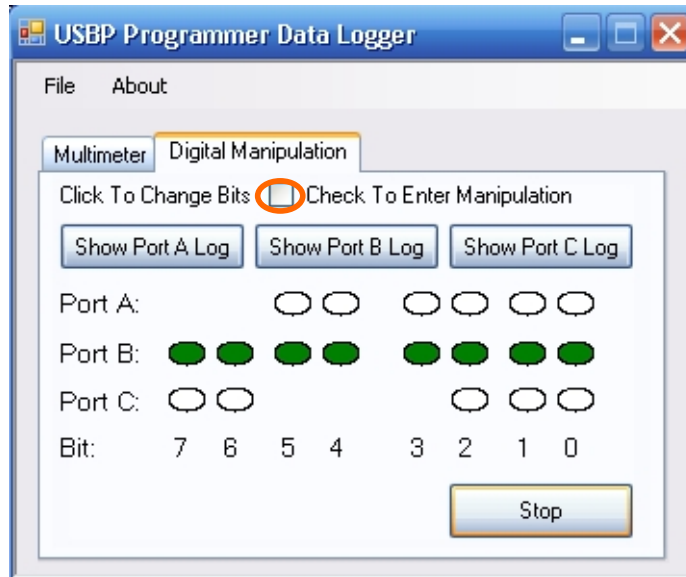 USBP Programmer Data Logger
File About
Multimeter Digital Manipulation
Click To Change Bits Check To Enter Manipulation
Show Port A Log Show Port B Log Show Port C Log
Port A:
Port B:
Port C:
Bit: 7 6 5 4 3 2 1 0
Stop